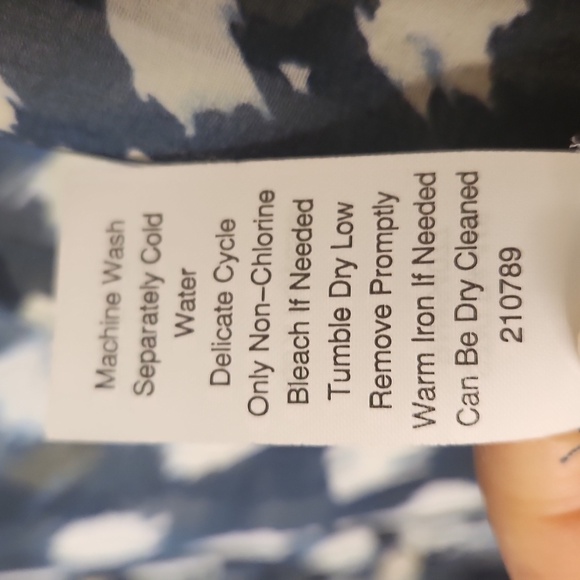 Machine Wash
Separately Cold
Water
Delicate Cycle
Only Non-Chlorine
Bleach If Needed
Tumble Dry Low
Remove Promptly
Warm Iron If Needed
Can Be Dry Cleaned
210789